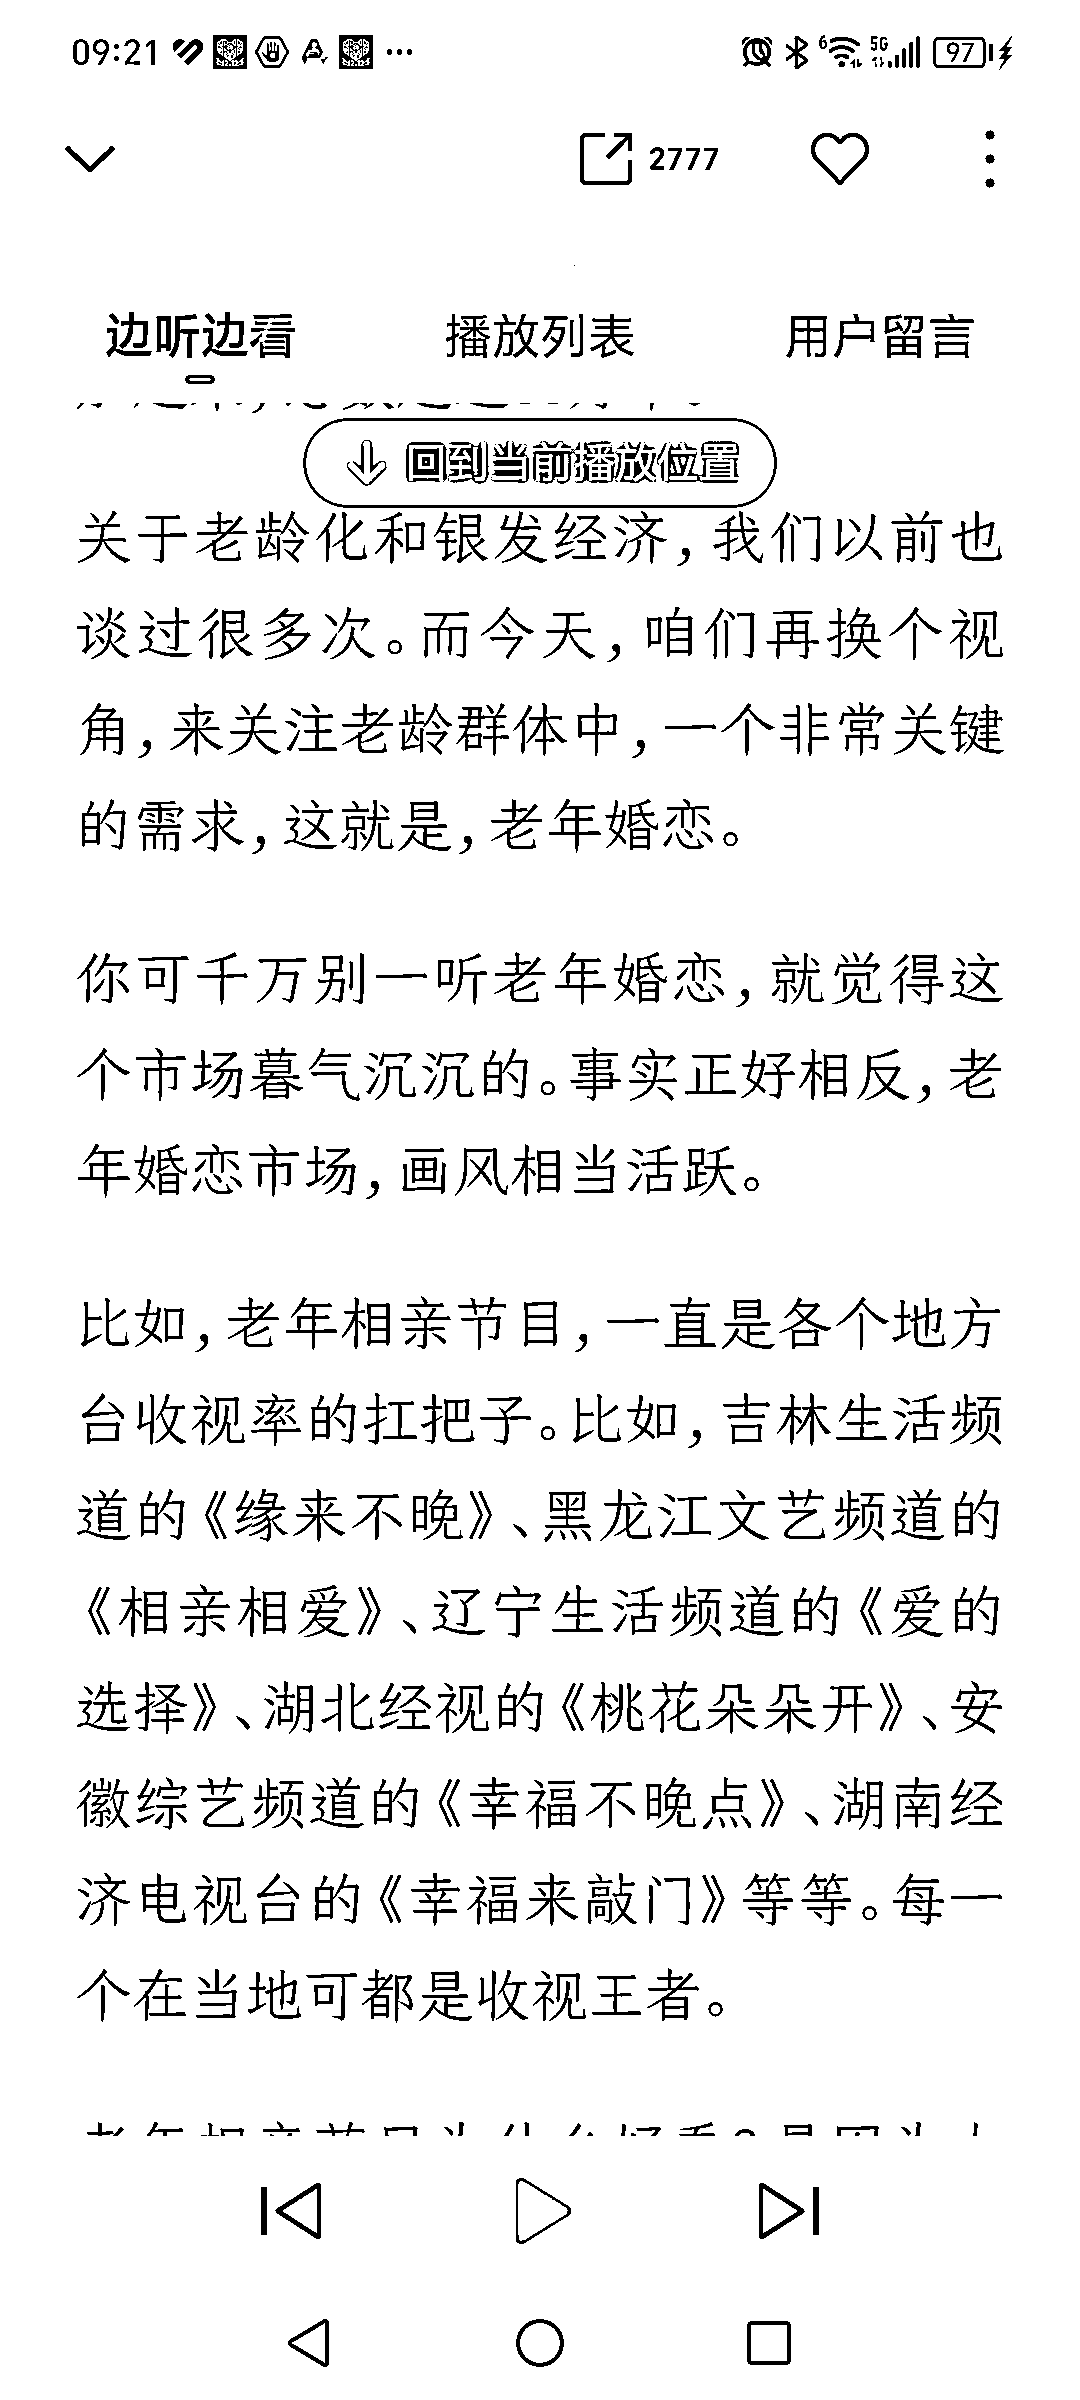 09:21
6
5G
97
2777
边听边看 播放列表 用户留言
回到当前播放位置
关于老龄化和银发经济,我们以前也
谈过很多次。而今天,咱们再换个视
角,来关注老龄群体中,一个非常关键
的需求,这就是,老年婚恋。
你可千万别一听老年婚恋,就觉得这
个市场暮气沉沉的。事实正好相反,老
年婚恋市场,画风相当活跃。
比如,老年相亲节目,一直是各个地方
台收视率的扛把子。比如,吉林生活频
道的《缘来不晚》、黑龙江文艺频道的
《相亲相爱》、辽宁生活频道的《爱的
选择》、湖北经视的《桃花朵朵开》、安
徽综艺频道的《幸福不晚点》、湖南经
济电视台的《幸福来敲门》等等。每一
个在当地可都是收视王者。